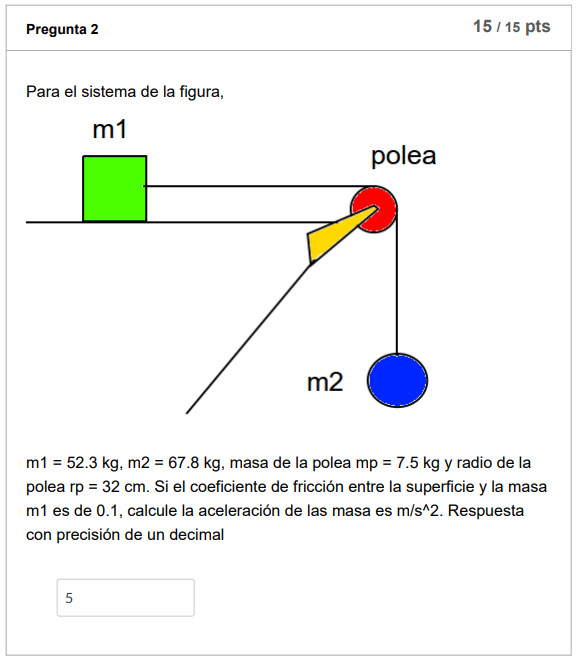 Pregunta 2
15 / 15 pts
Para el sistema de la figura,
m1
polea
m2
m1 = 52.3 kg, m2 = 67.8 kg, masa de la polea mp = 7.5 kg y radio de la
polea rp = 32 cm. Si el coeficiente de fricción entre la superficie y la masa
m1 es de 0.1, calcule la aceleración de las masa es m/s^2. Respuesta
con precisión de un decimal
5